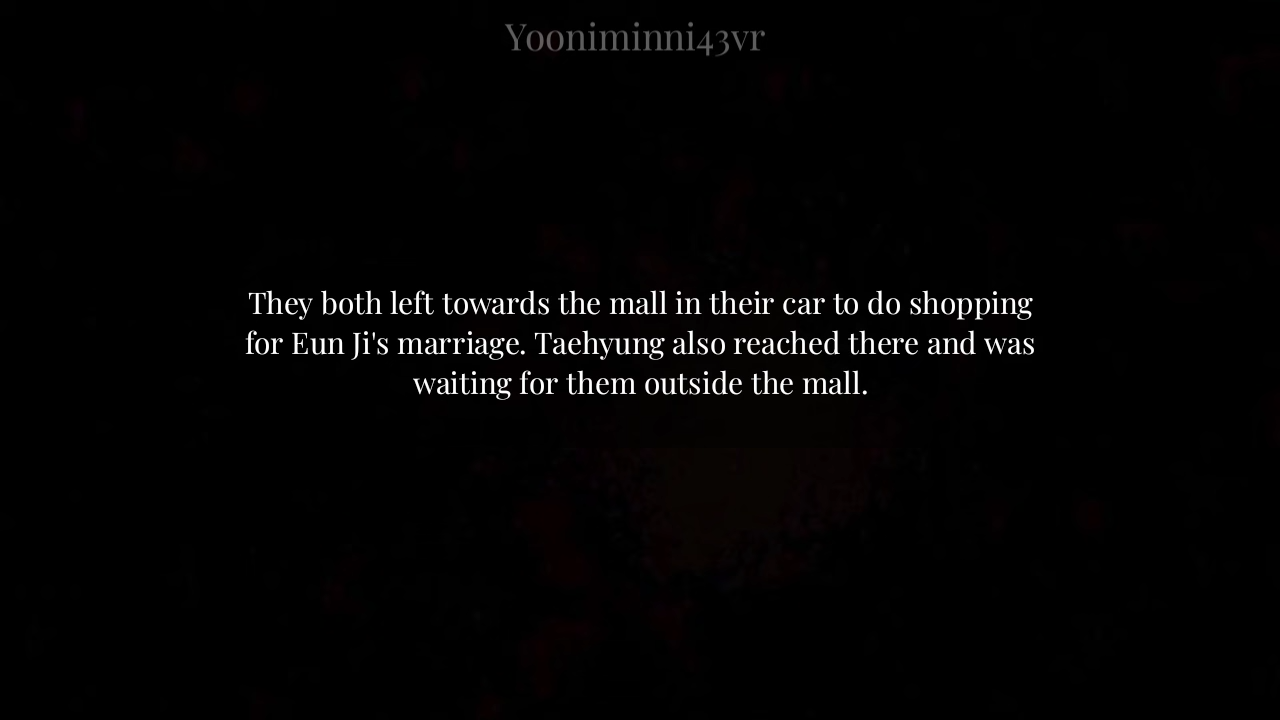 Yooniminni43vr
They both left towards the mall in their car to do shopping
for Eun Ji's marriage. Taehyung also reached there and was
waiting for them outside the mall.